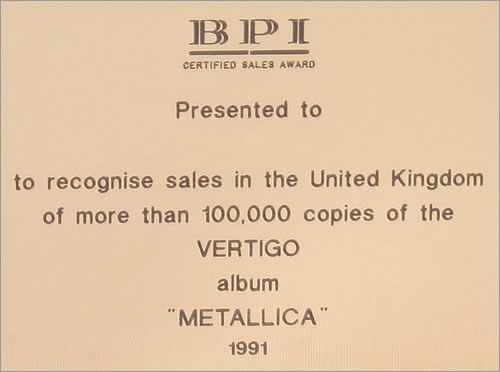 BPI
CERTIFIED SALES AWARD
Presented to
to recognise sales in the United Kingdom
of more than 100,000 copies of the
VERTIGO
album
"METALLICA"
1991